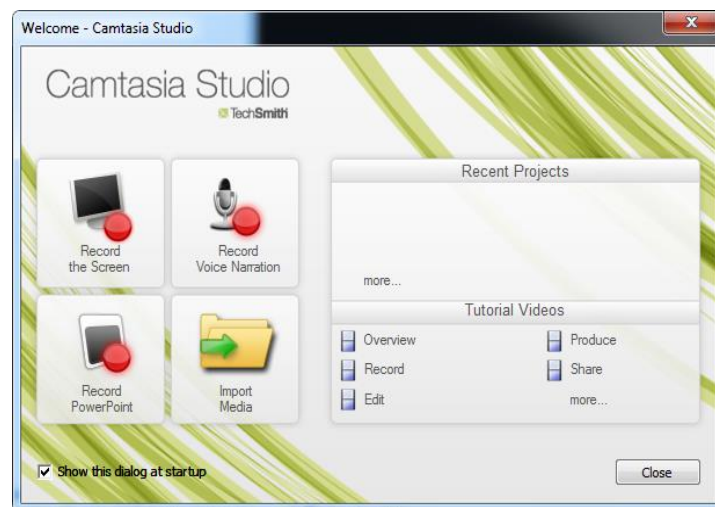 Welcome - Camtasia Studio
Camtasia Studio
TechSmith
Record
the Screen
Record
Voice Narration
Record
PowerPoint
Import
Media
Recent Projects
more...
Tutorial Videos
Overview
Produce
Record
Share
Edit
more...
Show this dialog at startup
Close